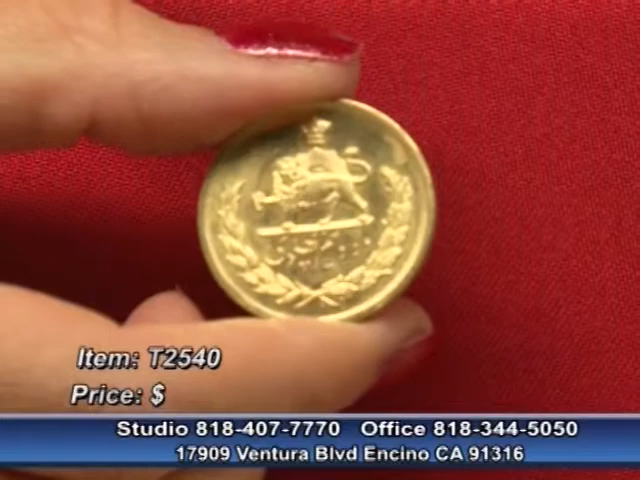 Item: T2540
Price: $
Studio 818-407-7770 Office 818-344-5050
17909 Ventura Blvd Encino CA 91316